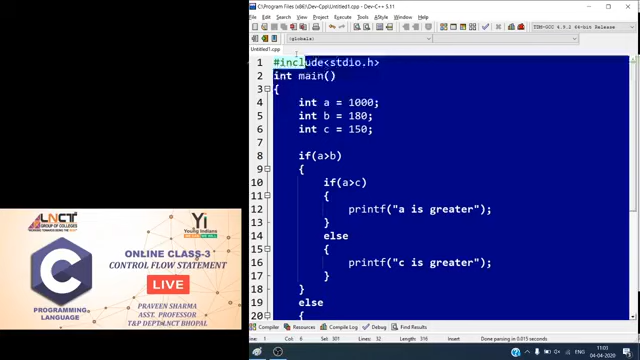 C:\Program Files (x86)\Dev-Cpp\Untitled1.cpp - Dev-C++ 5.11
File Edit Search View Project Execute Tools AStyle Window Help
TDM-GCC 4.9.2 64-bit Release
(globals)
Untitled1.cpp
1 #include<stdio.h>
2 int main()
3 {
4 int a = 1000;
5 int b = 180;
6 int c = 150;
7
8 if(a>b)
9 {
10 if(a>c)
11 {
12 printf("a is greater");
13 }
14 else
15 {
16 printf("c is greater");
17 }
18 }
19 else
20 {
Compiler Resources Compile Log Debug Find Results
Line: 1 Col: 6 Sel: 301 Lines: 32 Length: 316 Insert Done parsing in 0.015 seconds
11:03
04-04-2020
LNCT
GROUP OF COLLEGES
Yi
Young Indians
C
PROGRAMMING
LANGUAGE
ONLINE CLASS-3
CONTROL FLOW STATEMENT
LIVE
PRAVEEN SHARMA
ASST. PROFESSOR
T&P DEPT.LNCT BHOPAL